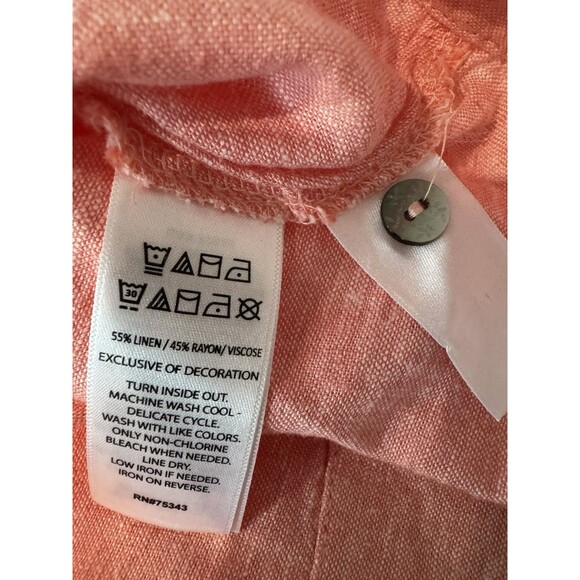 30
55% LINEN / 45% RAYON/ VISCOSE
EXCLUSIVE OF DECORATION
TURN INSIDE OUT.
MACHINE WASH COOL -
DELICATE CYCLE.
WASH WITH LIKE COLORS.
ONLY NON-CHLORINE
BLEACH WHEN NEEDED.
LINE DRY.
LOW IRON IF NEEDED.
IRON ON REVERSE.
RN#75343